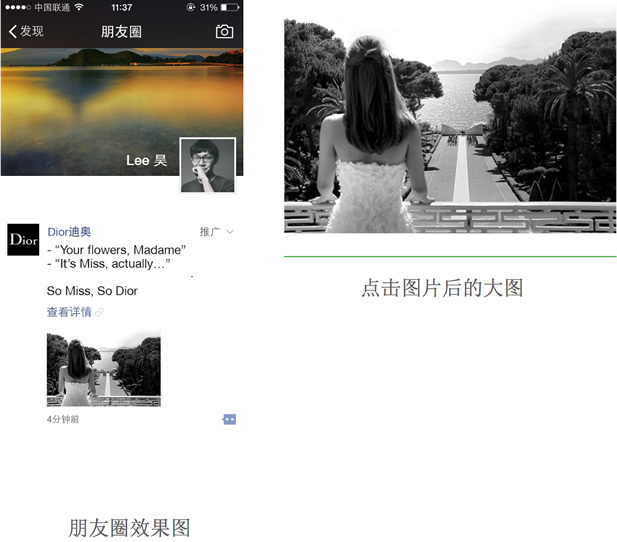 中国联通
11:37
31%
发现
朋友圈
Lee 昊
Dior
Dior迪奥
推广
- “Your flowers, Madame”
- “It’s Miss, actually…”
So Miss, So Dior
查看详情
4分钟前
朋友圈效果图
点击图片后的大图